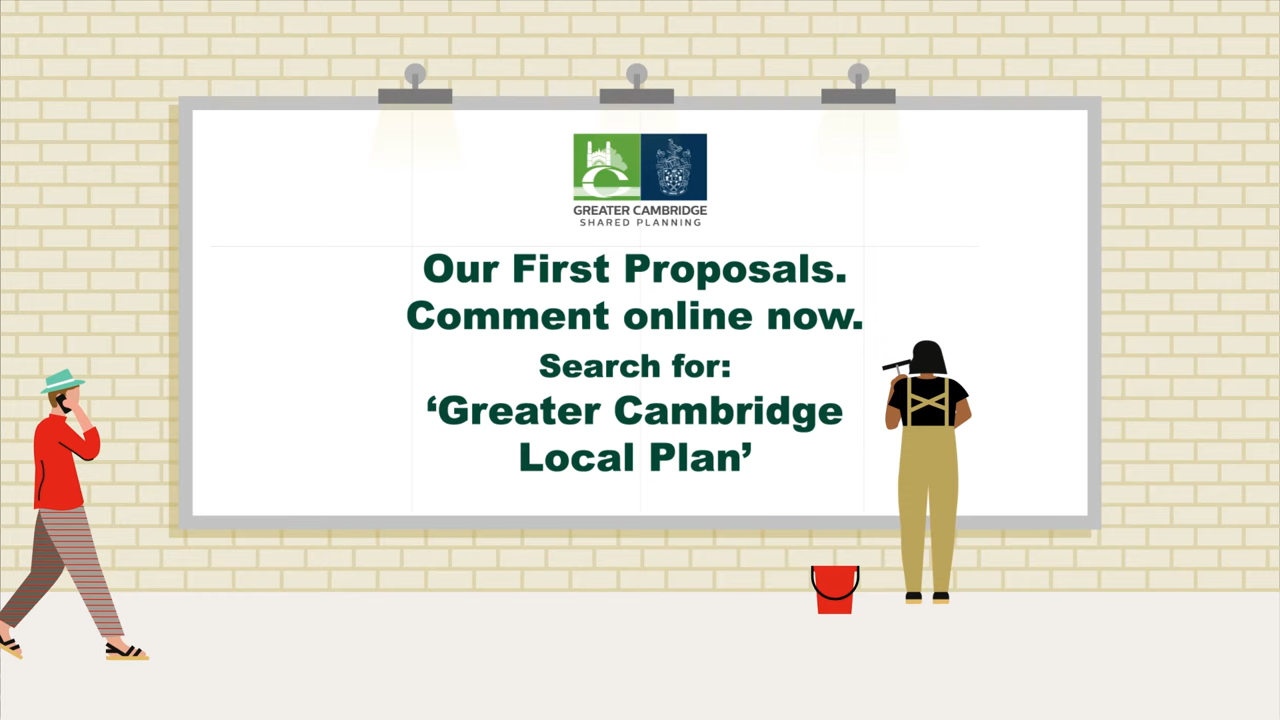 GREATER CAMBRIDGE
SHARED PLANNING
Our First Proposals.
Comment online now.
Search for:
‘Greater Cambridge
Local Plan’